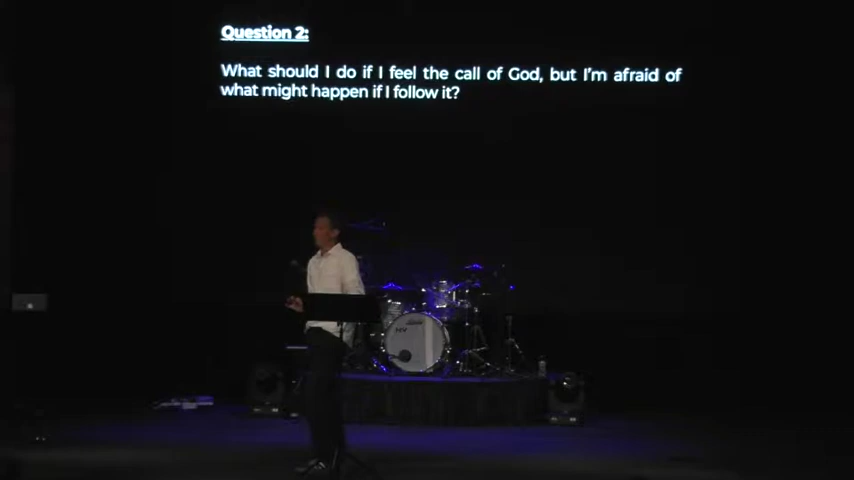 Question 2:
What should I do if I feel the call of God, but I'm afraid of
what might happen if I follow it?